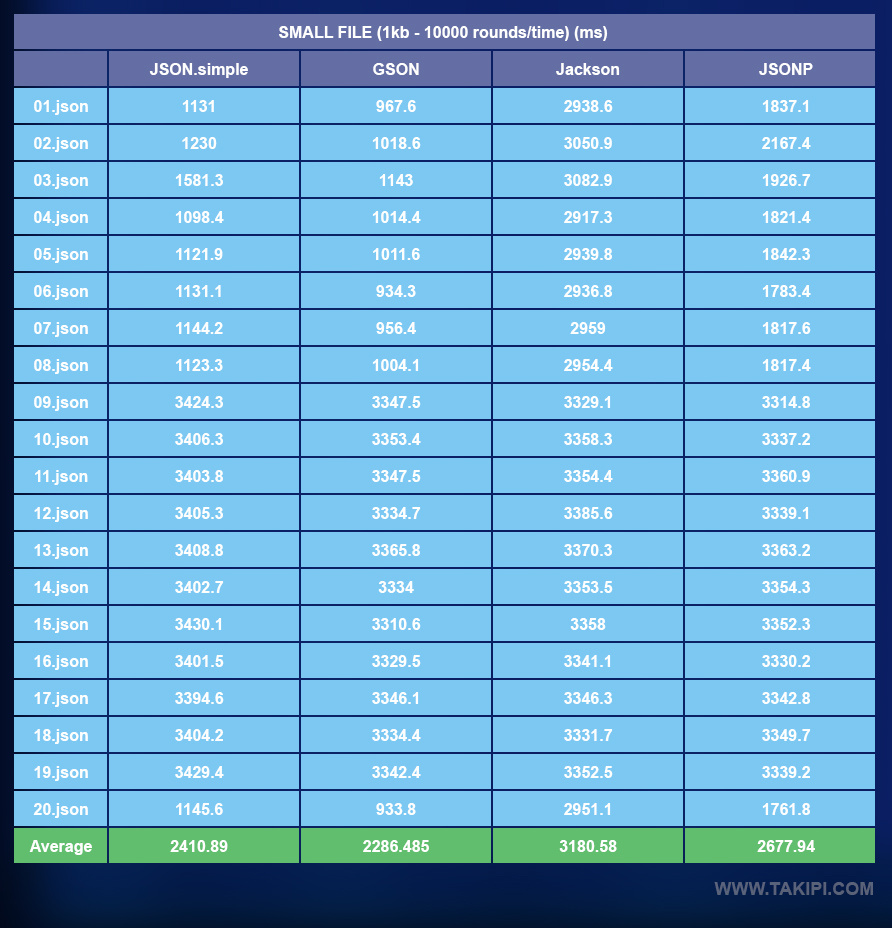 SMALL FILE (1kb - 10000 rounds/time) (ms)
JSON.simple GSON Jackson JSONP
01.json 1131 967.6 2938.6 1837.1
02.json 1230 1018.6 3050.9 2167.4
03.json 1581.3 1143 3082.9 1926.7
04.json 1098.4 1014.4 2917.3 1821.4
05.json 1121.9 1011.6 2939.8 1842.3
06.json 1131.1 934.3 2936.8 1783.4
07.json 1144.2 956.4 2959 1817.6
08.json 1123.3 1004.1 2954.4 1817.4
09.json 3424.3 3347.5 3329.1 3314.8
10.json 3406.3 3353.4 3358.3 3337.2
11.json 3403.8 3347.5 3354.4 3360.9
12.json 3405.3 3334.7 3385.6 3339.1
13.json 3408.8 3365.8 3370.3 3363.2
14.json 3402.7 3334 3353.5 3354.3
15.json 3430.1 3310.6 3358 3352.3
16.json 3401.5 3329.5 3341.1 3330.2
17.json 3394.6 3346.1 3346.3 3342.8
18.json 3404.2 3334.4 3331.7 3349.7
19.json 3429.4 3342.4 3352.5 3339.2
20.json 1145.6 933.8 2951.1 1761.8
Average 2410.89 2286.485 3180.58 2677.94
WWW.TAKIPI.COM